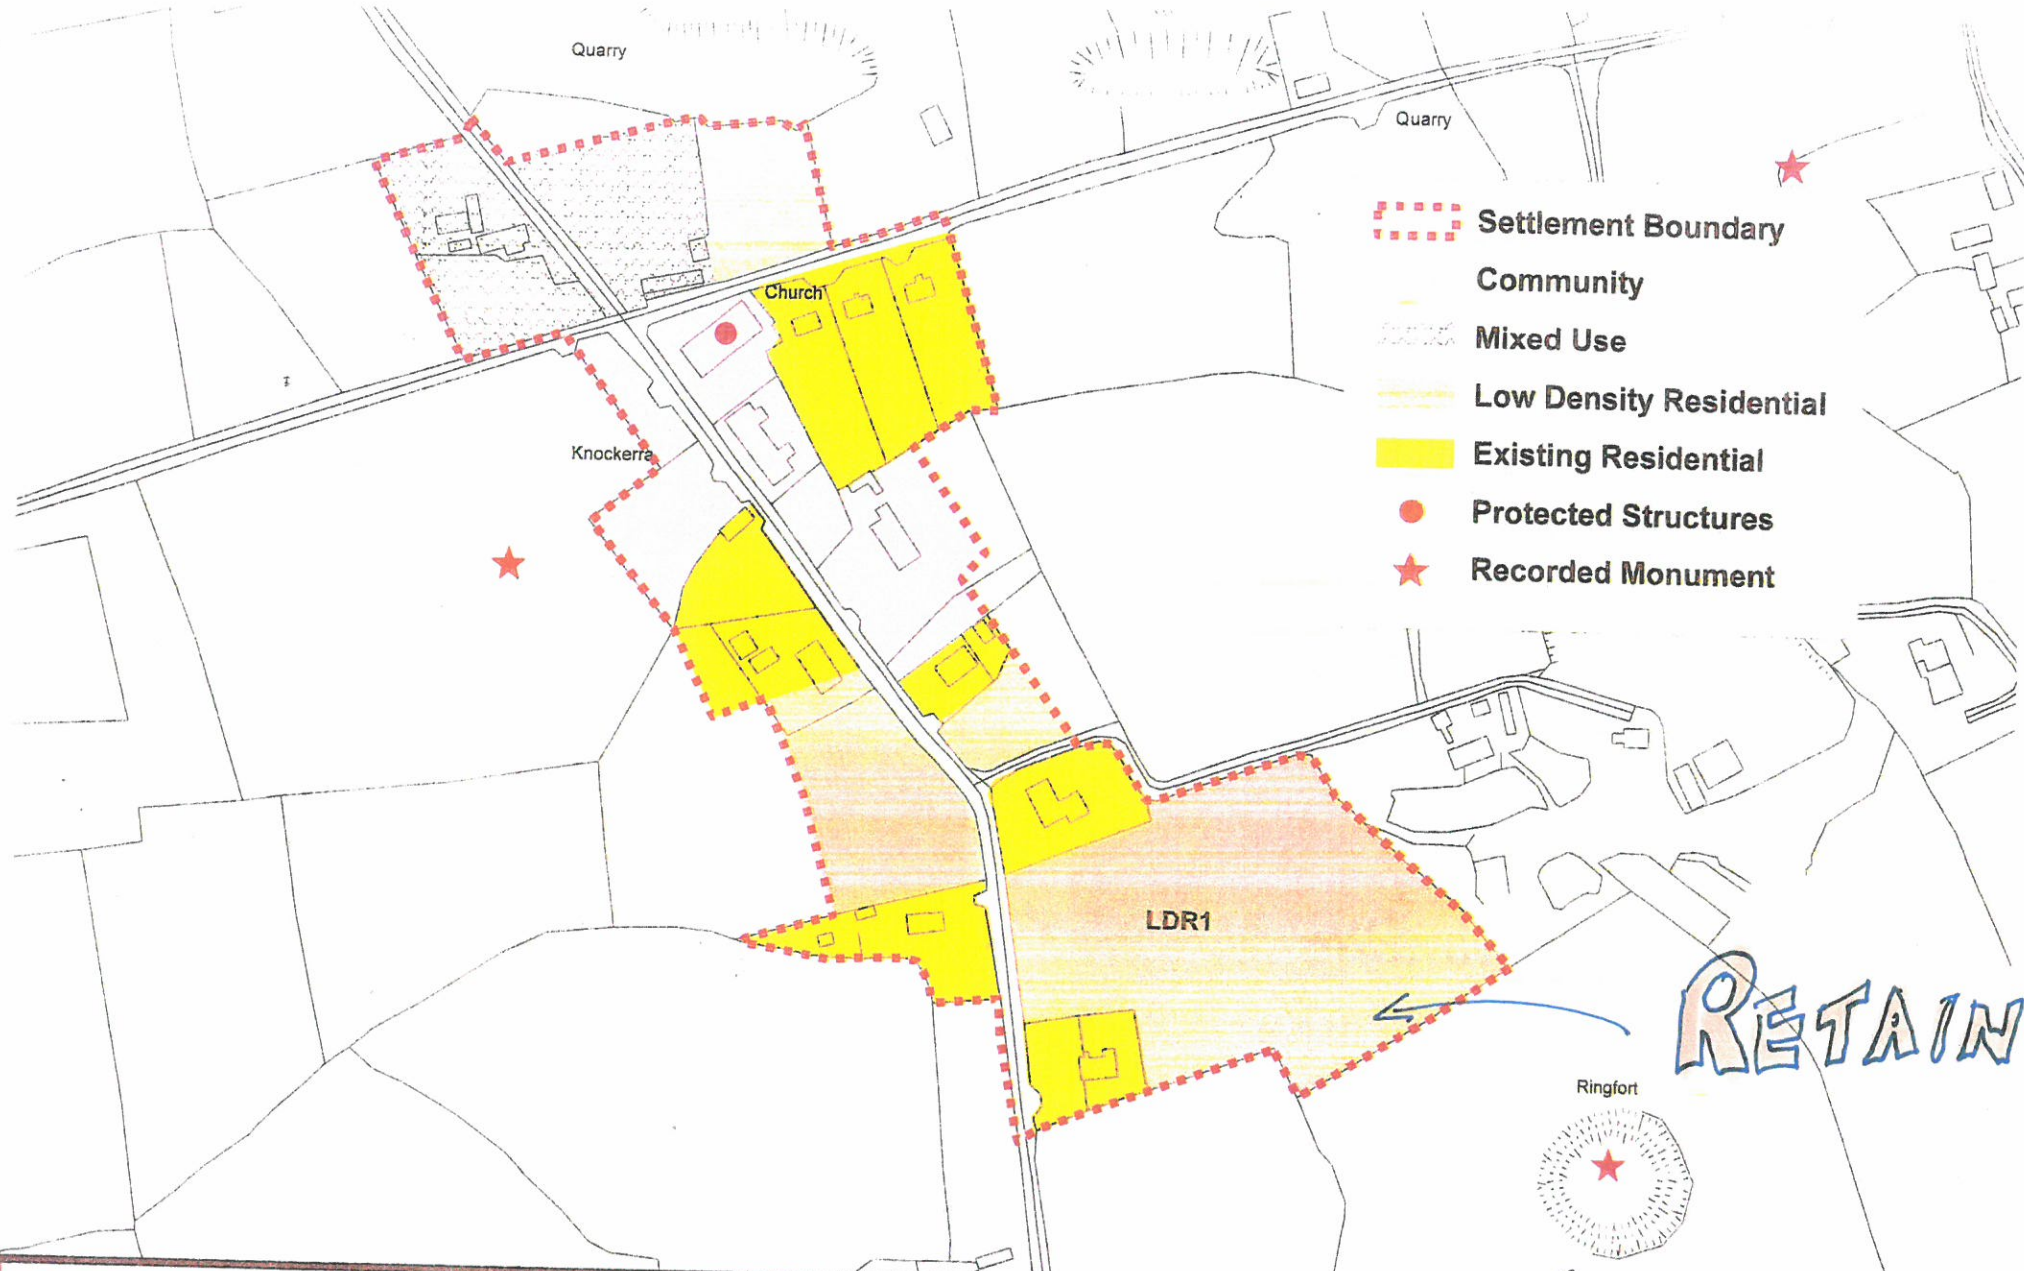 Quarry
Quarry
Settlement Boundary
Community
Church
Mixed Use
Low Density Residential
Knockerra
Existing Residential
Protected Structures
Recorded Monument
LDR1
RETAIN
Ringfort